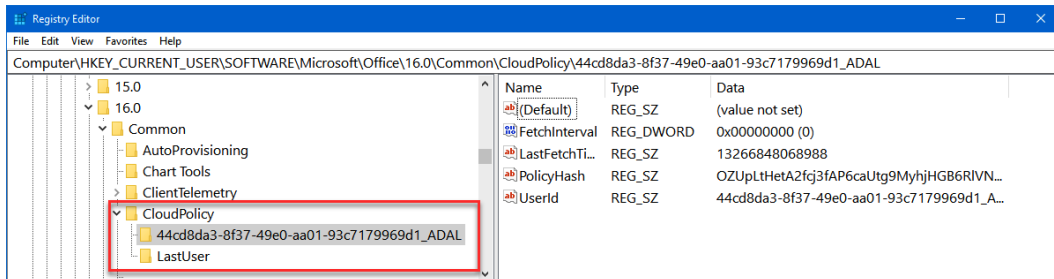 Registry Editor
File Edit View Favorites Help
Computer\HKEY_CURRENT_USER\SOFTWARE\Microsoft\Office\16.0\Common\CloudPolicy\44cd8da3-8f37-49e0-aa01-93c7179969d1_ADAL
15.0
16.0
Common
AutoProvisioning
Chart Tools
ClientTelemetry
CloudPolicy
44cd8da3-8f37-49e0-aa01-93c7179969d1_ADAL
LastUser
Name Type Data
(Default) REG_SZ (value not set)
FetchInterval REG_DWORD 0x00000000 (0)
LastFetchTi... REG_SZ 13266848068988
PolicyHash REG_SZ OZUpLtHetA2fcj3fAP6caUtg9MyhjHGB6RlVN...
UserId REG_SZ 44cd8da3-8f37-49e0-aa01-93c7179969d1_A...